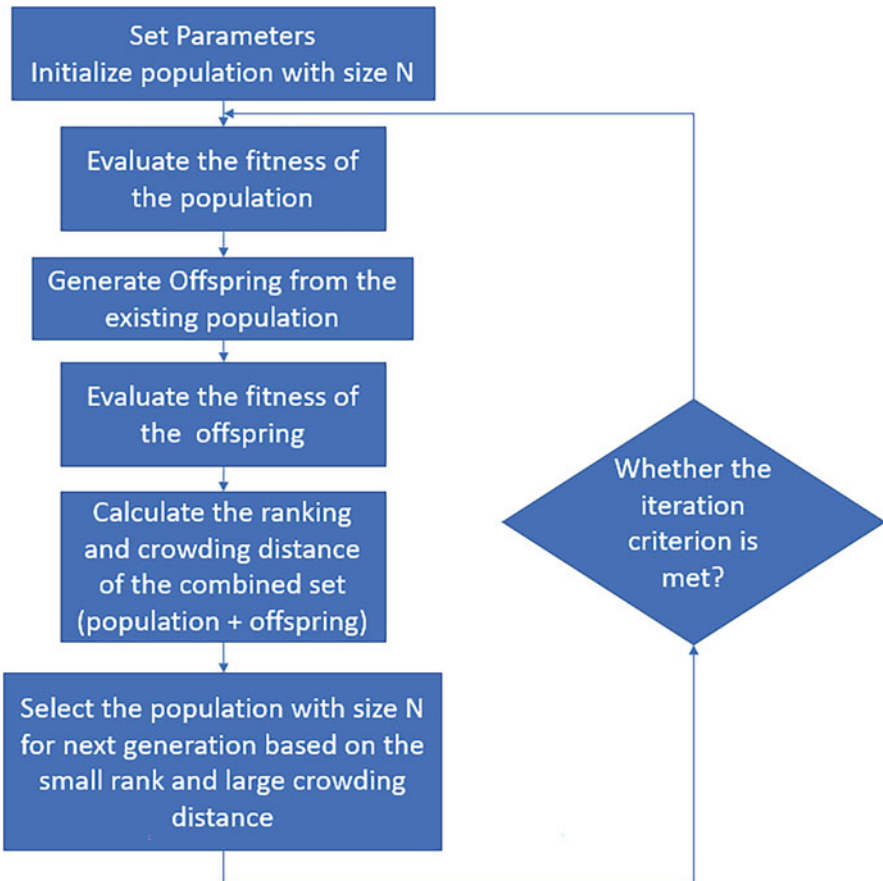 Set Parameters
Initialize population with size N
Evaluate the fitness of
the population
Generate Offspring from the
existing population
Evaluate the fitness of
the offspring
Calculate the ranking
and crowding distance
of the combined set
(population + offspring)
Select the population with size N
for next generation based on the
small rank and large crowding
distance
Whether the
iteration
criterion is
met?